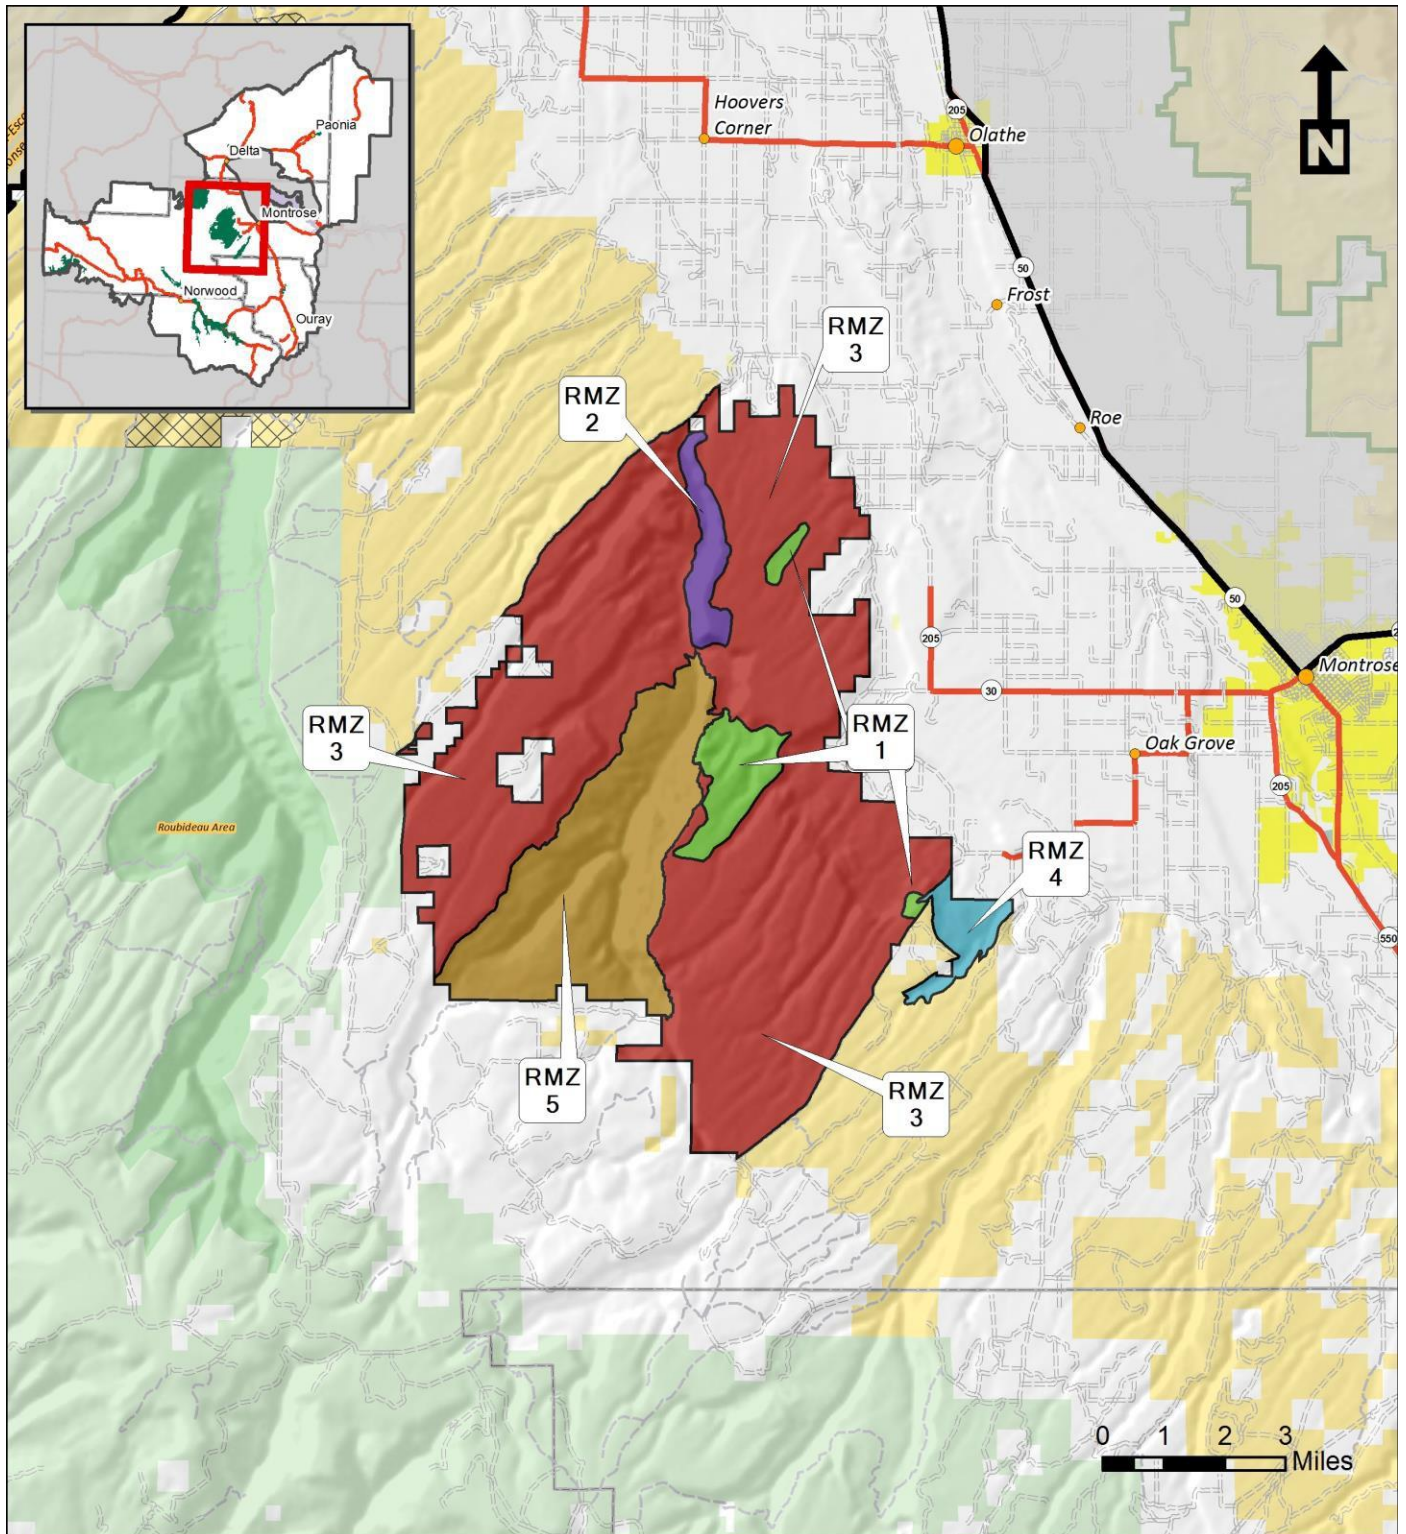 Hoovers
Corner
205
Olathe
N
Paonia
Delta
Montrose
Norwood
Ouray
50
Frost
RMZ
3
RMZ
2
Roe
50
205
30
Montrose
RMZ
3
RMZ
1
Oak Grove
205
Roubideau Area
RMZ
4
550
RMZ
5
RMZ
3
0 1 2 3
Miles